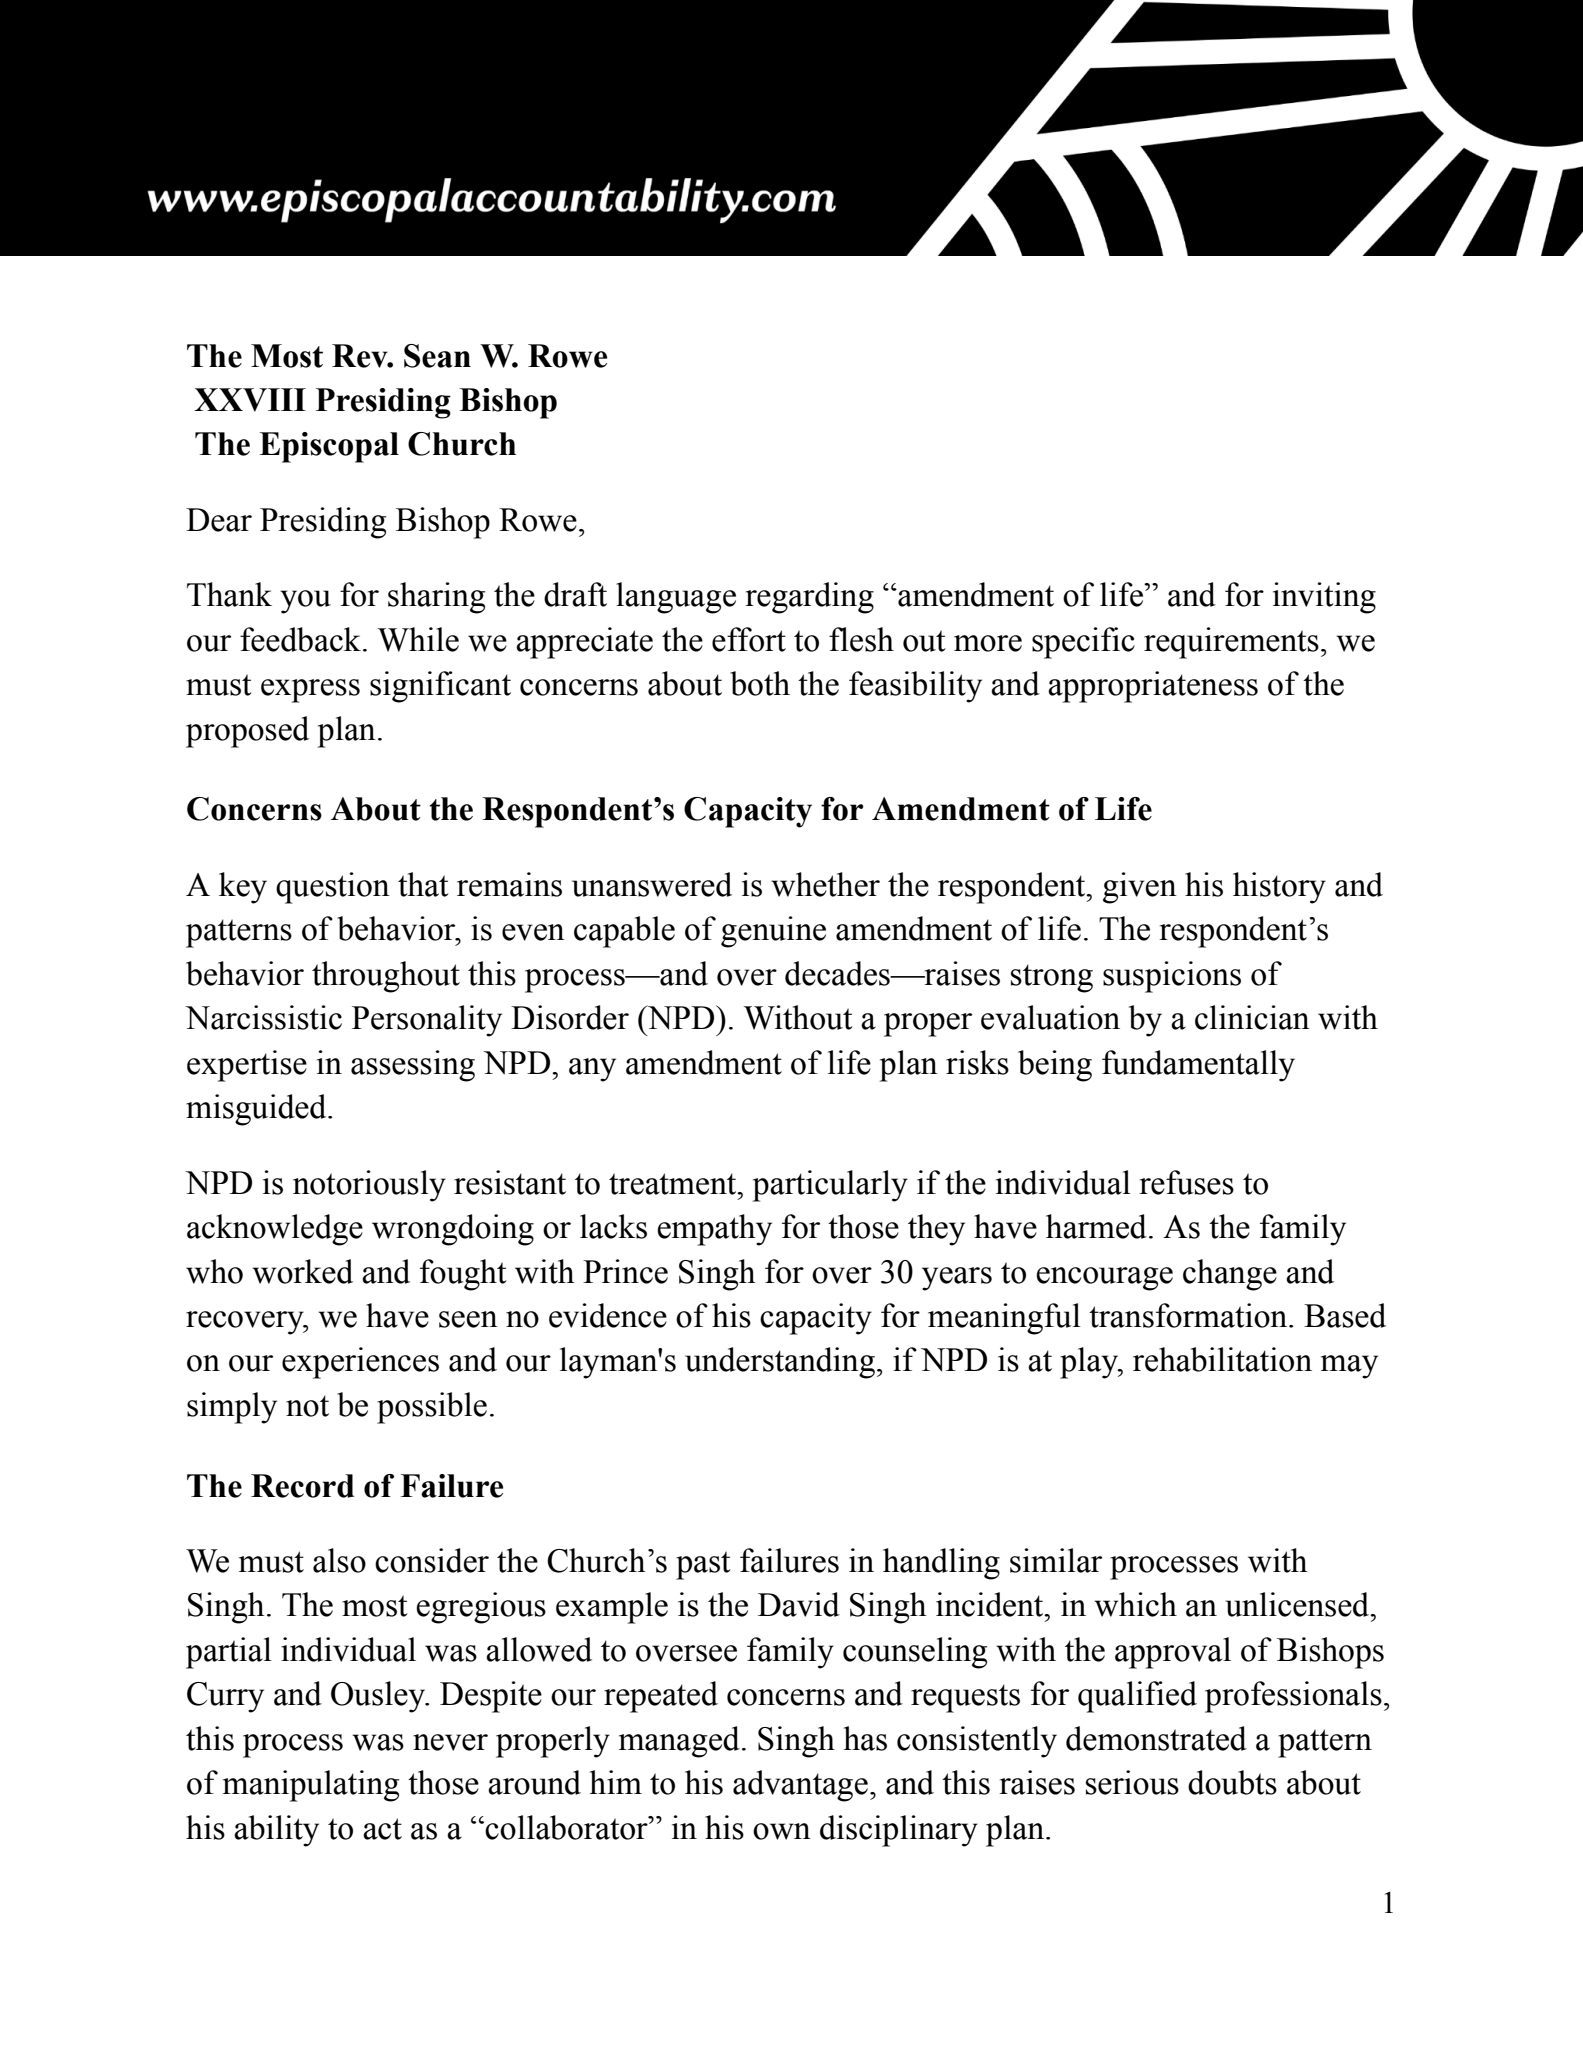 www.episcopalaccountability.com
The Most Rev. Sean W. Rowe
XXVIII Presiding Bishop
The Episcopal Church
Dear Presiding Bishop Rowe,
Thank you for sharing the draft language regarding “amendment of life” and for inviting
our feedback. While we appreciate the effort to flesh out more specific requirements, we
must express significant concerns about both the feasibility and appropriateness of the
proposed plan.
Concerns About the Respondent’s Capacity for Amendment of Life
A key question that remains unanswered is whether the respondent, given his history and
patterns of behavior, is even capable of genuine amendment of life. The respondent’s
behavior throughout this process—and over decades—raises strong suspicions of
Narcissistic Personality Disorder (NPD). Without a proper evaluation by a clinician with
expertise in assessing NPD, any amendment of life plan risks being fundamentally
misguided.
NPD is notoriously resistant to treatment, particularly if the individual refuses to
acknowledge wrongdoing or lacks empathy for those they have harmed. As the family
who worked and fought with Prince Singh for over 30 years to encourage change and
recovery, we have seen no evidence of his capacity for meaningful transformation. Based
on our experiences and our layman's understanding, if NPD is at play, rehabilitation may
simply not be possible.
The Record of Failure
We must also consider the Church’s past failures in handling similar processes with
Singh. The most egregious example is the David Singh incident, in which an unlicensed,
partial individual was allowed to oversee family counseling with the approval of Bishops
Curry and Ousley. Despite our repeated concerns and requests for qualified professionals,
this process was never properly managed. Singh has consistently demonstrated a pattern
of manipulating those around him to his advantage, and this raises serious doubts about
his ability to act as a “collaborator” in his own disciplinary plan.
1